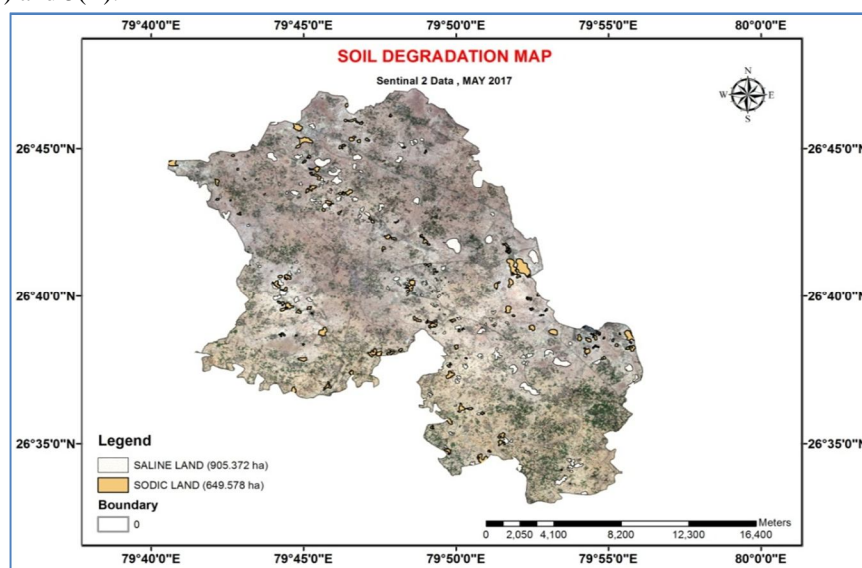 ) and 5(B).
79°40'0"E 79°45'0"E 79°50'0"E 79°55'0"E 80°0'0"E
SOIL DEGRADATION MAP
Sentinal 2 Data , MAY 2017
N
W E
S
26°45'0"N 26°45'0"N
26°40'0"N 26°40'0"N
26°35'0"N 26°35'0"N
Legend
SALINE LAND (905.372 ha)
SODIC LAND (649.578 ha)
Boundary
0
Meters
0 2,050 4,100 8,200 12,300 16,400
79°40'0"E 79°45'0"E 79°50'0"E 79°55'0"E 80°0'0"E